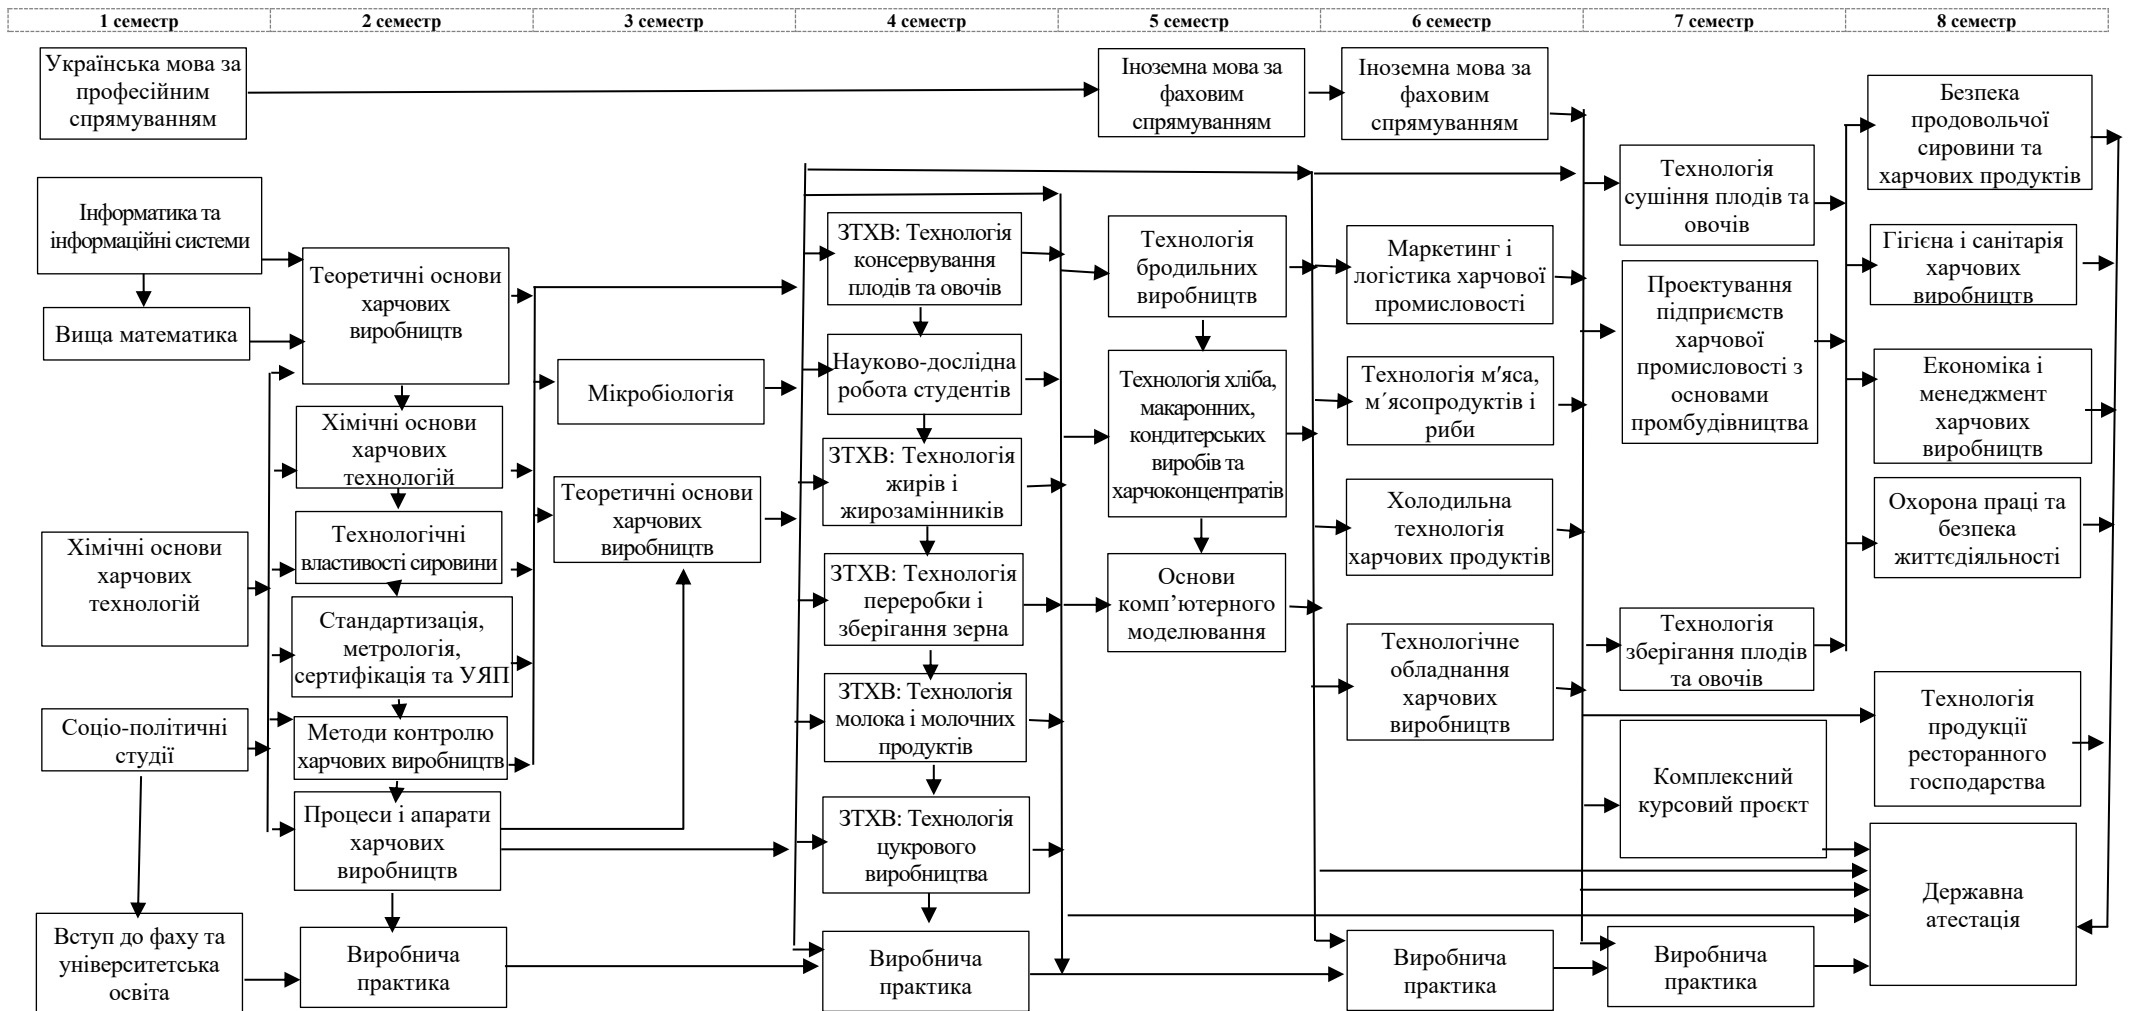 1 семестр
2 семестр
3 семестр
4 семестр
5 семестр
6 семестр
7 семестр
8 семестр
Українська мова за
професійним
спрямуванням
Інформатика та
інформаційні системи
Вища математика
Хімічні основи
харчових
технологій
Соціо-політичні
студії
Вступ до фаху та
університетська
освіта
Теоретичні основи
харчових
виробництв
Хімічні основи
харчових
технологій
Технологічні
властивості сировини
Стандартизація,
метрологія,
сертифікація та УЯП
Методи контролю
харчових виробництв
Процеси і апарати
харчових
виробництв
Виробнича
практика
Мікробіологія
Теоретичні основи
харчових
виробництв
ЗТХВ: Технологія
консервування
плодів та овочів
Науково-дослідна
робота студентів
ЗТХВ: Технологія
жирів і
жирозамінників
ЗТХВ: Технологія
переробки і
зберігання зерна
ЗТХВ: Технологія
молока і молочних
продуктів
ЗТХВ: Технологія
цукрового
виробництва
Виробнича
практика
Іноземна мова за
фаховим
спрямуванням
Технологія
бродильних
виробництв
Технологія хліба,
макаронних,
кондитерських
виробів та
харчоконцентратів
Основи
комп’ютерного
моделювання
Іноземна мова за
фаховим
спрямуванням
Маркетинг і
логістика харчової
промисловості
Технологія м′яса,
м´ясопродуктів і
риби
Холодильна
технологія
харчових продуктів
Технологічне
обладнання
харчових
виробництв
Виробнича
практика
Технологія
сушіння плодів та
овочів
Проектування
підприємств
харчової
промисловості з
основами
промбудівництва
Технологія
зберігання плодів
та овочів
Комплексний
курсовий проєкт
Виробнича
практика
Безпека
продовольчої
сировини та
харчових продуктів
Гігієна і санітарія
харчових
виробництв
Економіка і
менеджмент
харчових
виробництв
Охорона праці та
безпека
життєдіяльності
Технологія
продукції
ресторанного
господарства
Державна
атестація